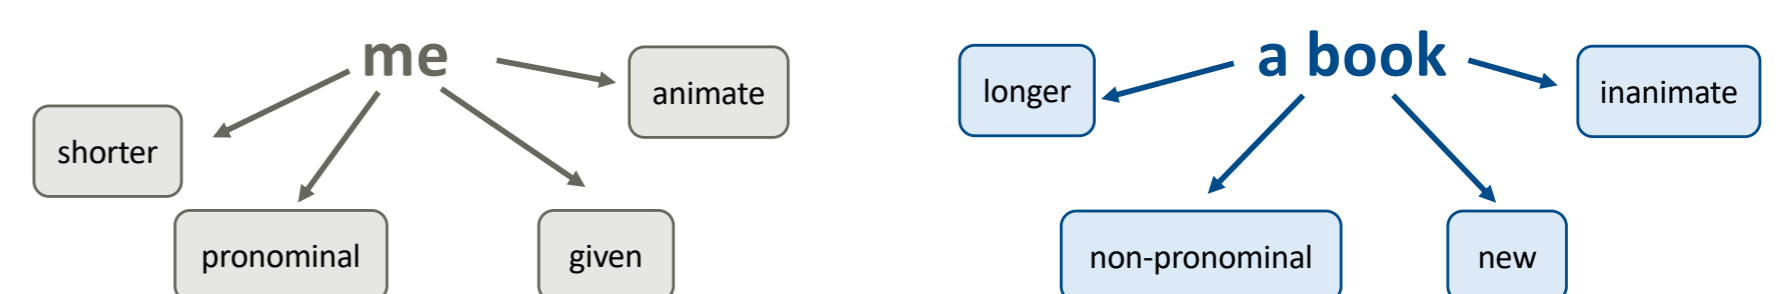 me
animate
shorter
pronominal
given
a book
longer
inanimate
non-pronominal
new